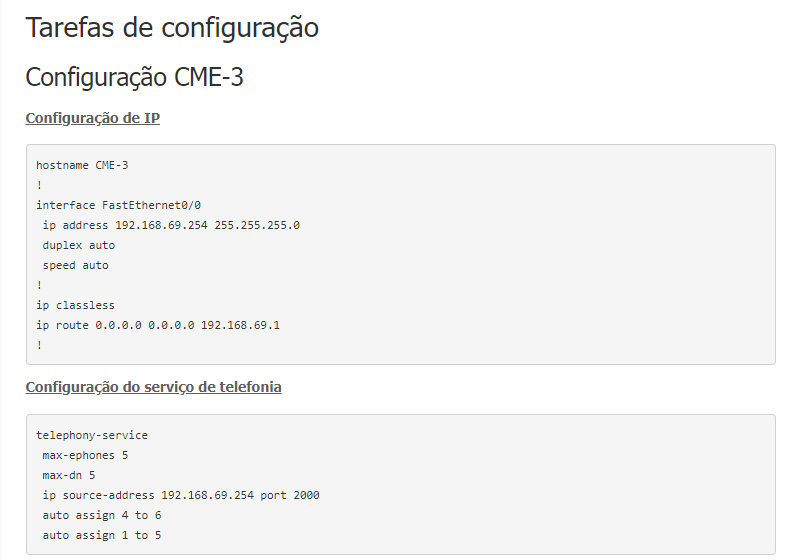 Tarefas de configuração
Configuração CME-3
Configuração de IP
hostname CME-3
!
interface FastEthernet0/0
 ip address 192.168.69.254 255.255.255.0
 duplex auto
 speed auto
!
ip classless
ip route 0.0.0.0 0.0.0.0 192.168.69.1
!
Configuração do serviço de telefonia
telephony-service
 max-ephones 5
 max-dn 5
 ip source-address 192.168.69.254 port 2000
 auto assign 4 to 6
 auto assign 1 to 5